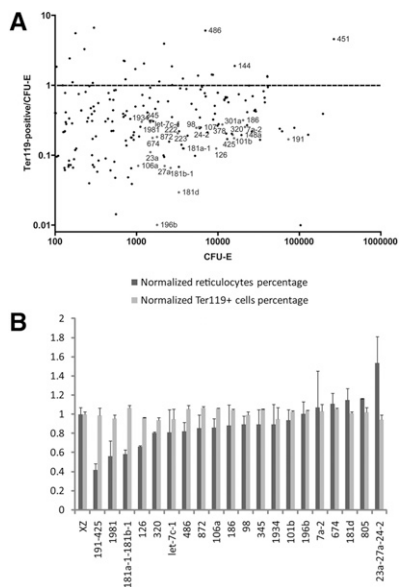 A
10
1
0.1
0.01
Ter119-positive/CFU-E
486
451
144
193
345
let-7c-1
98
107
301a
186
1981
222
24-2
378
320
7a-2
872
223
148a
191
674
425
101b
181a-1
126
23a
106a
27a
181b-1
181d
196b
100
1000
10000
100000
1000000
CFU-E
Normalized reticulocytes percentage
Normalized Ter119+ cells percentage
B
2
1.8
1.6
1.4
1.2
1
0.8
0.6
0.4
0.2
0
XZ
191-425
1981
181a-1-181b-1
126
320
let-7c-1
486
872
106a
186
98
345
1934
101b
196b
7a-2
674
181d
805
23a-27a-24-2